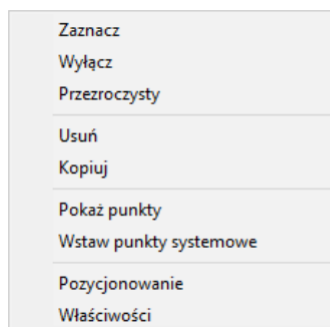 Zaznacz
Wyłącz
Przezroczysty
Usuń
Kopiuj
Pokaż punkty
Wstaw punkty systemowe
Pozycjonowanie
Właściwości